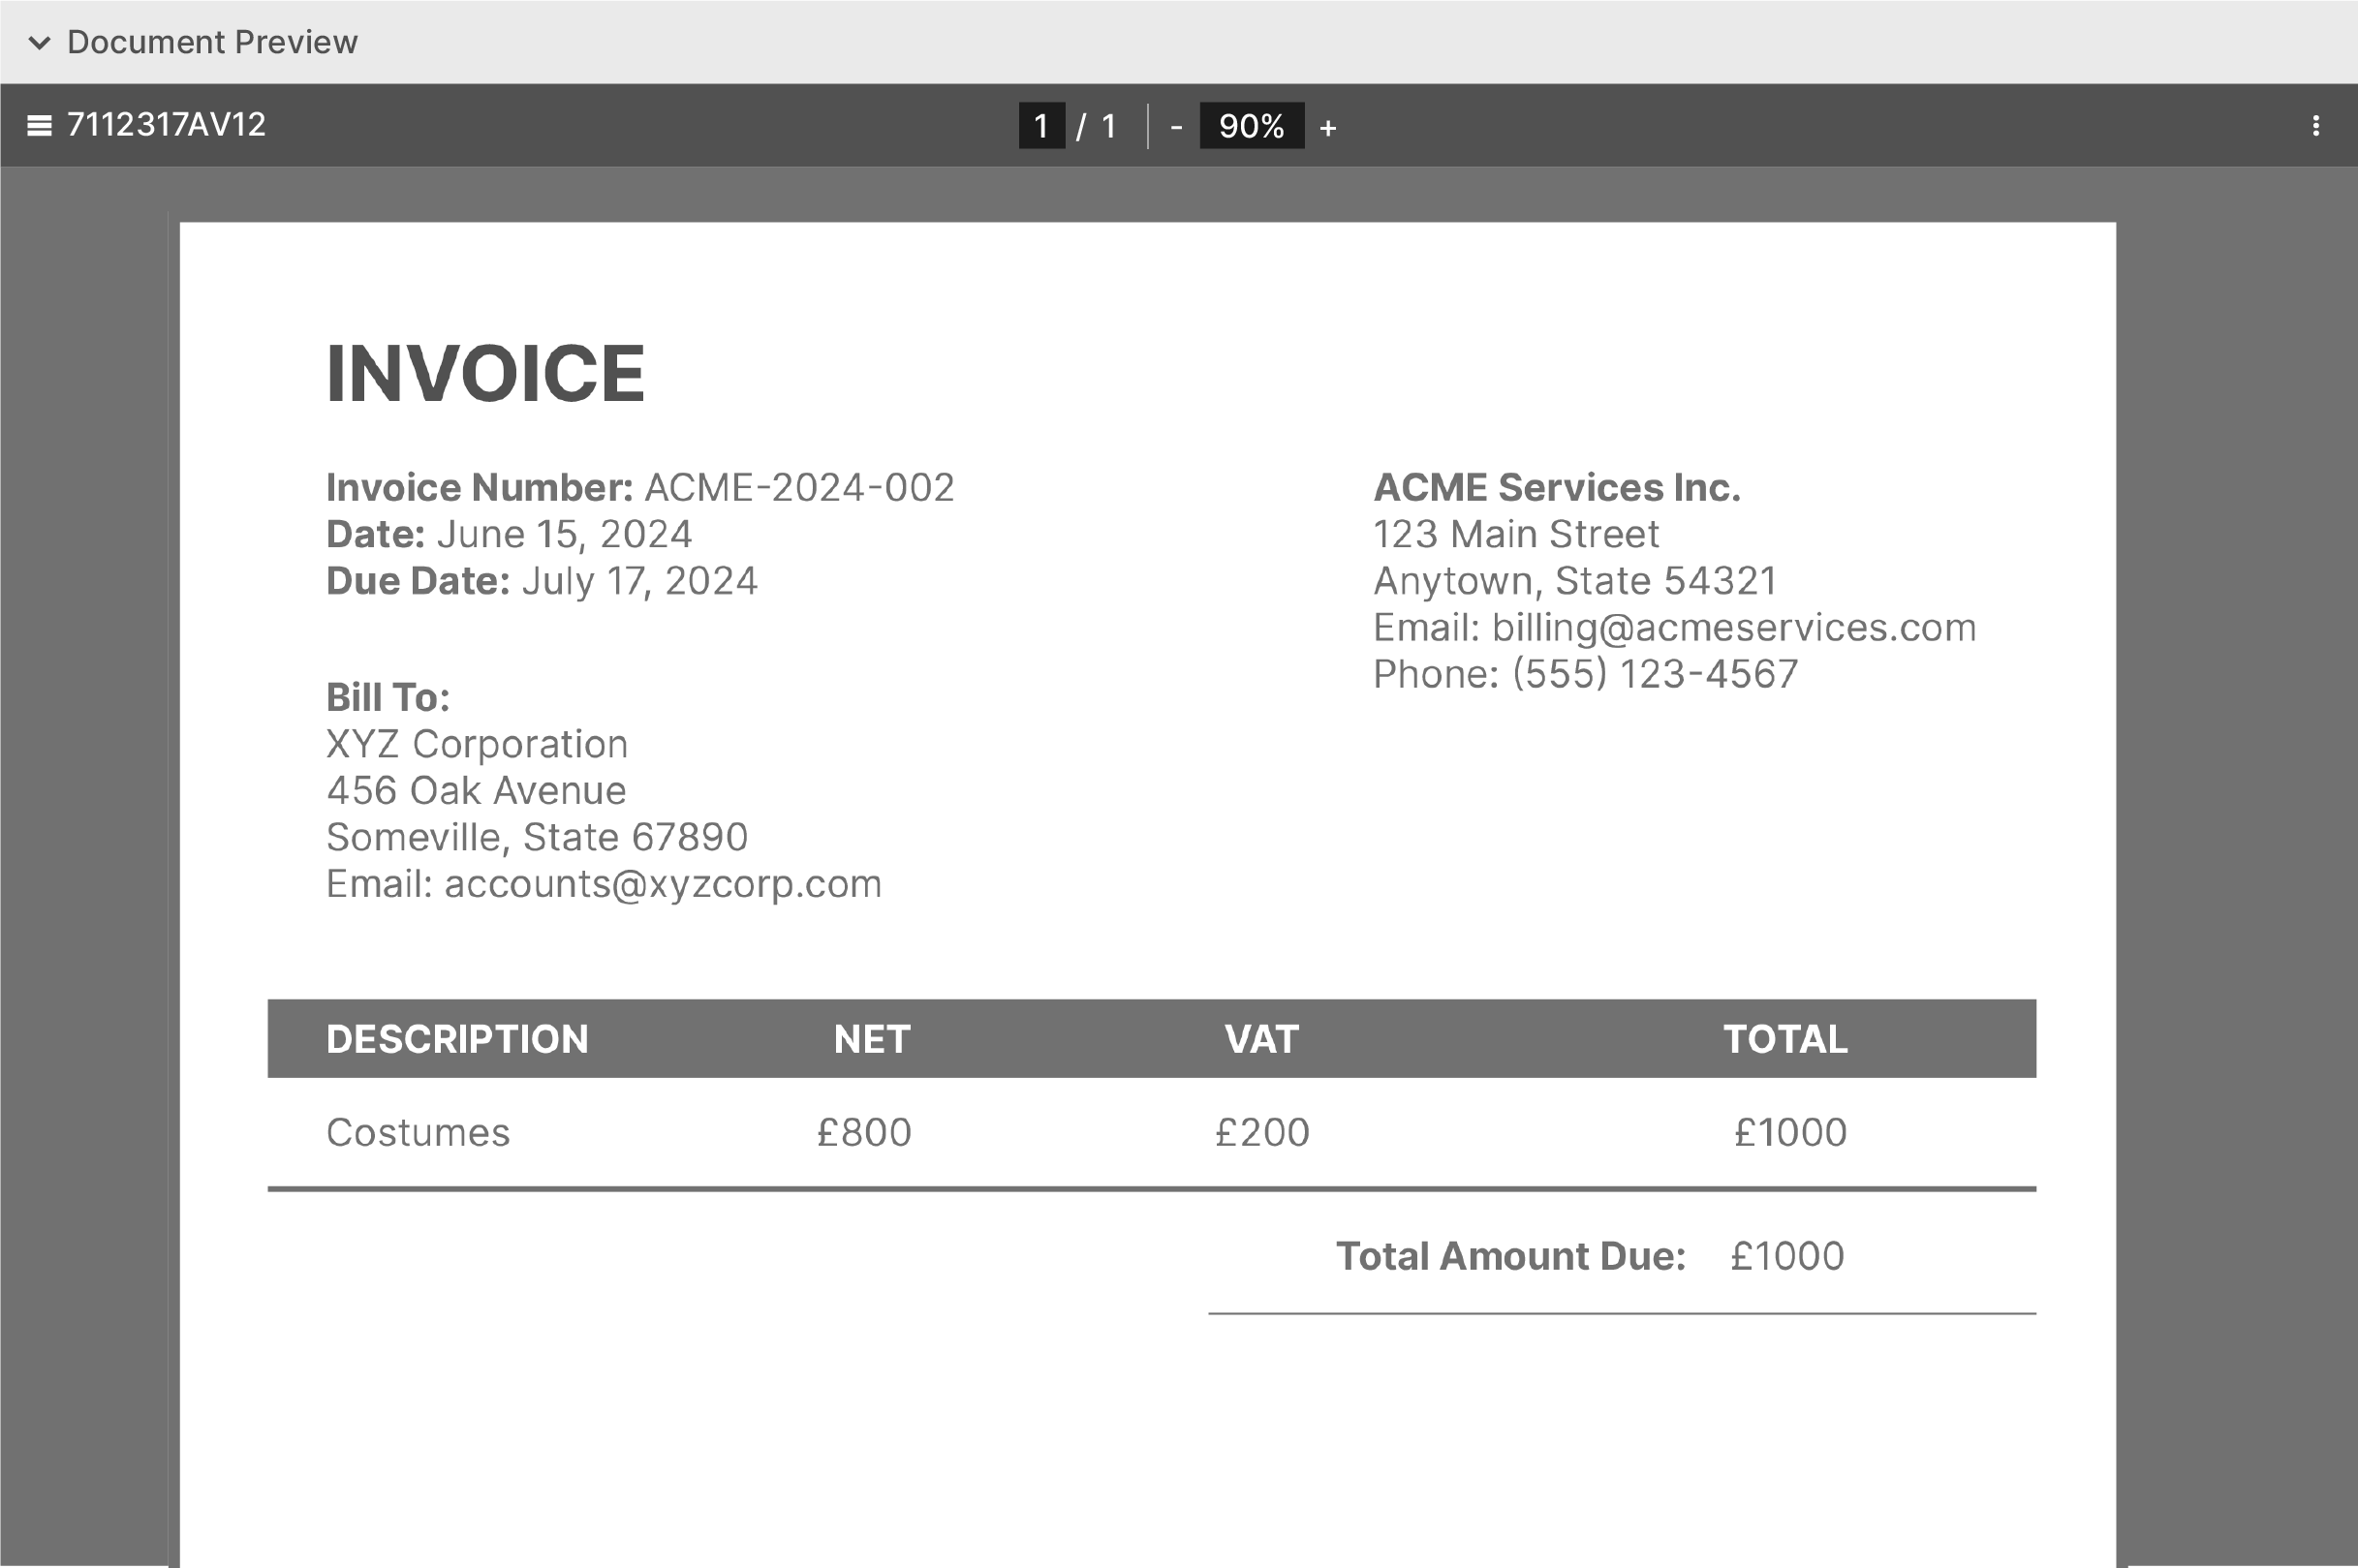 Document Preview
7112317AV12
1 / 1 - 90% +
INVOICE
Invoice Number: ACME-2024-002
Date: June 15, 2024
Due Date: July 17, 2024
ACME Services Inc.
123 Main Street
Anytown, State 54321
Email: billing@acmeservices.com
Phone: (555) 123-4567
Bill To:
XYZ Corporation
456 Oak Avenue
Someville, State 67890
Email: accounts@xyzcorp.com
DESCRIPTION NET VAT TOTAL
Costumes £800 £200 £1000
Total Amount Due: £1000